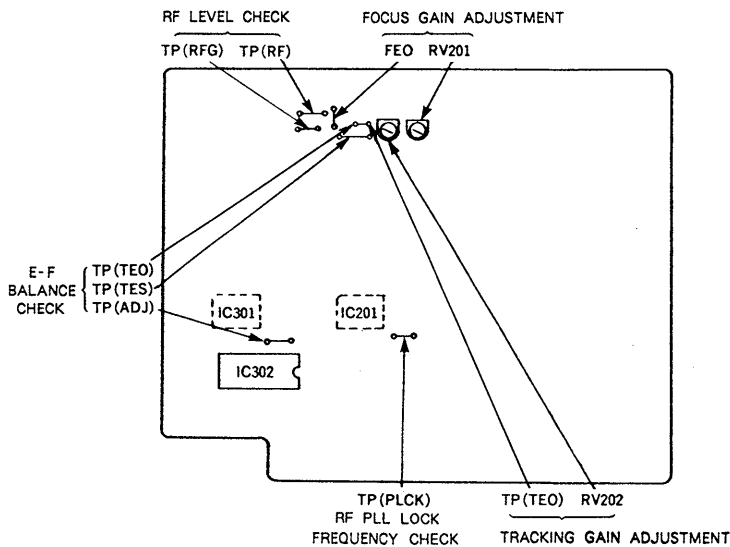 RF LEVEL CHECK
TP(RFG) TP(RF)
FOCUS GAIN ADJUSTMENT
FEO RV201
E-F
BALANCE
CHECK
TP(TEO)
TP(TES)
TP(ADJ)
IC301
IC201
IC302
TP(PLCK)
RF PLL LOCK
FREQUENCY CHECK
TP(TEO) RV202
TRACKING GAIN ADJUSTMENT